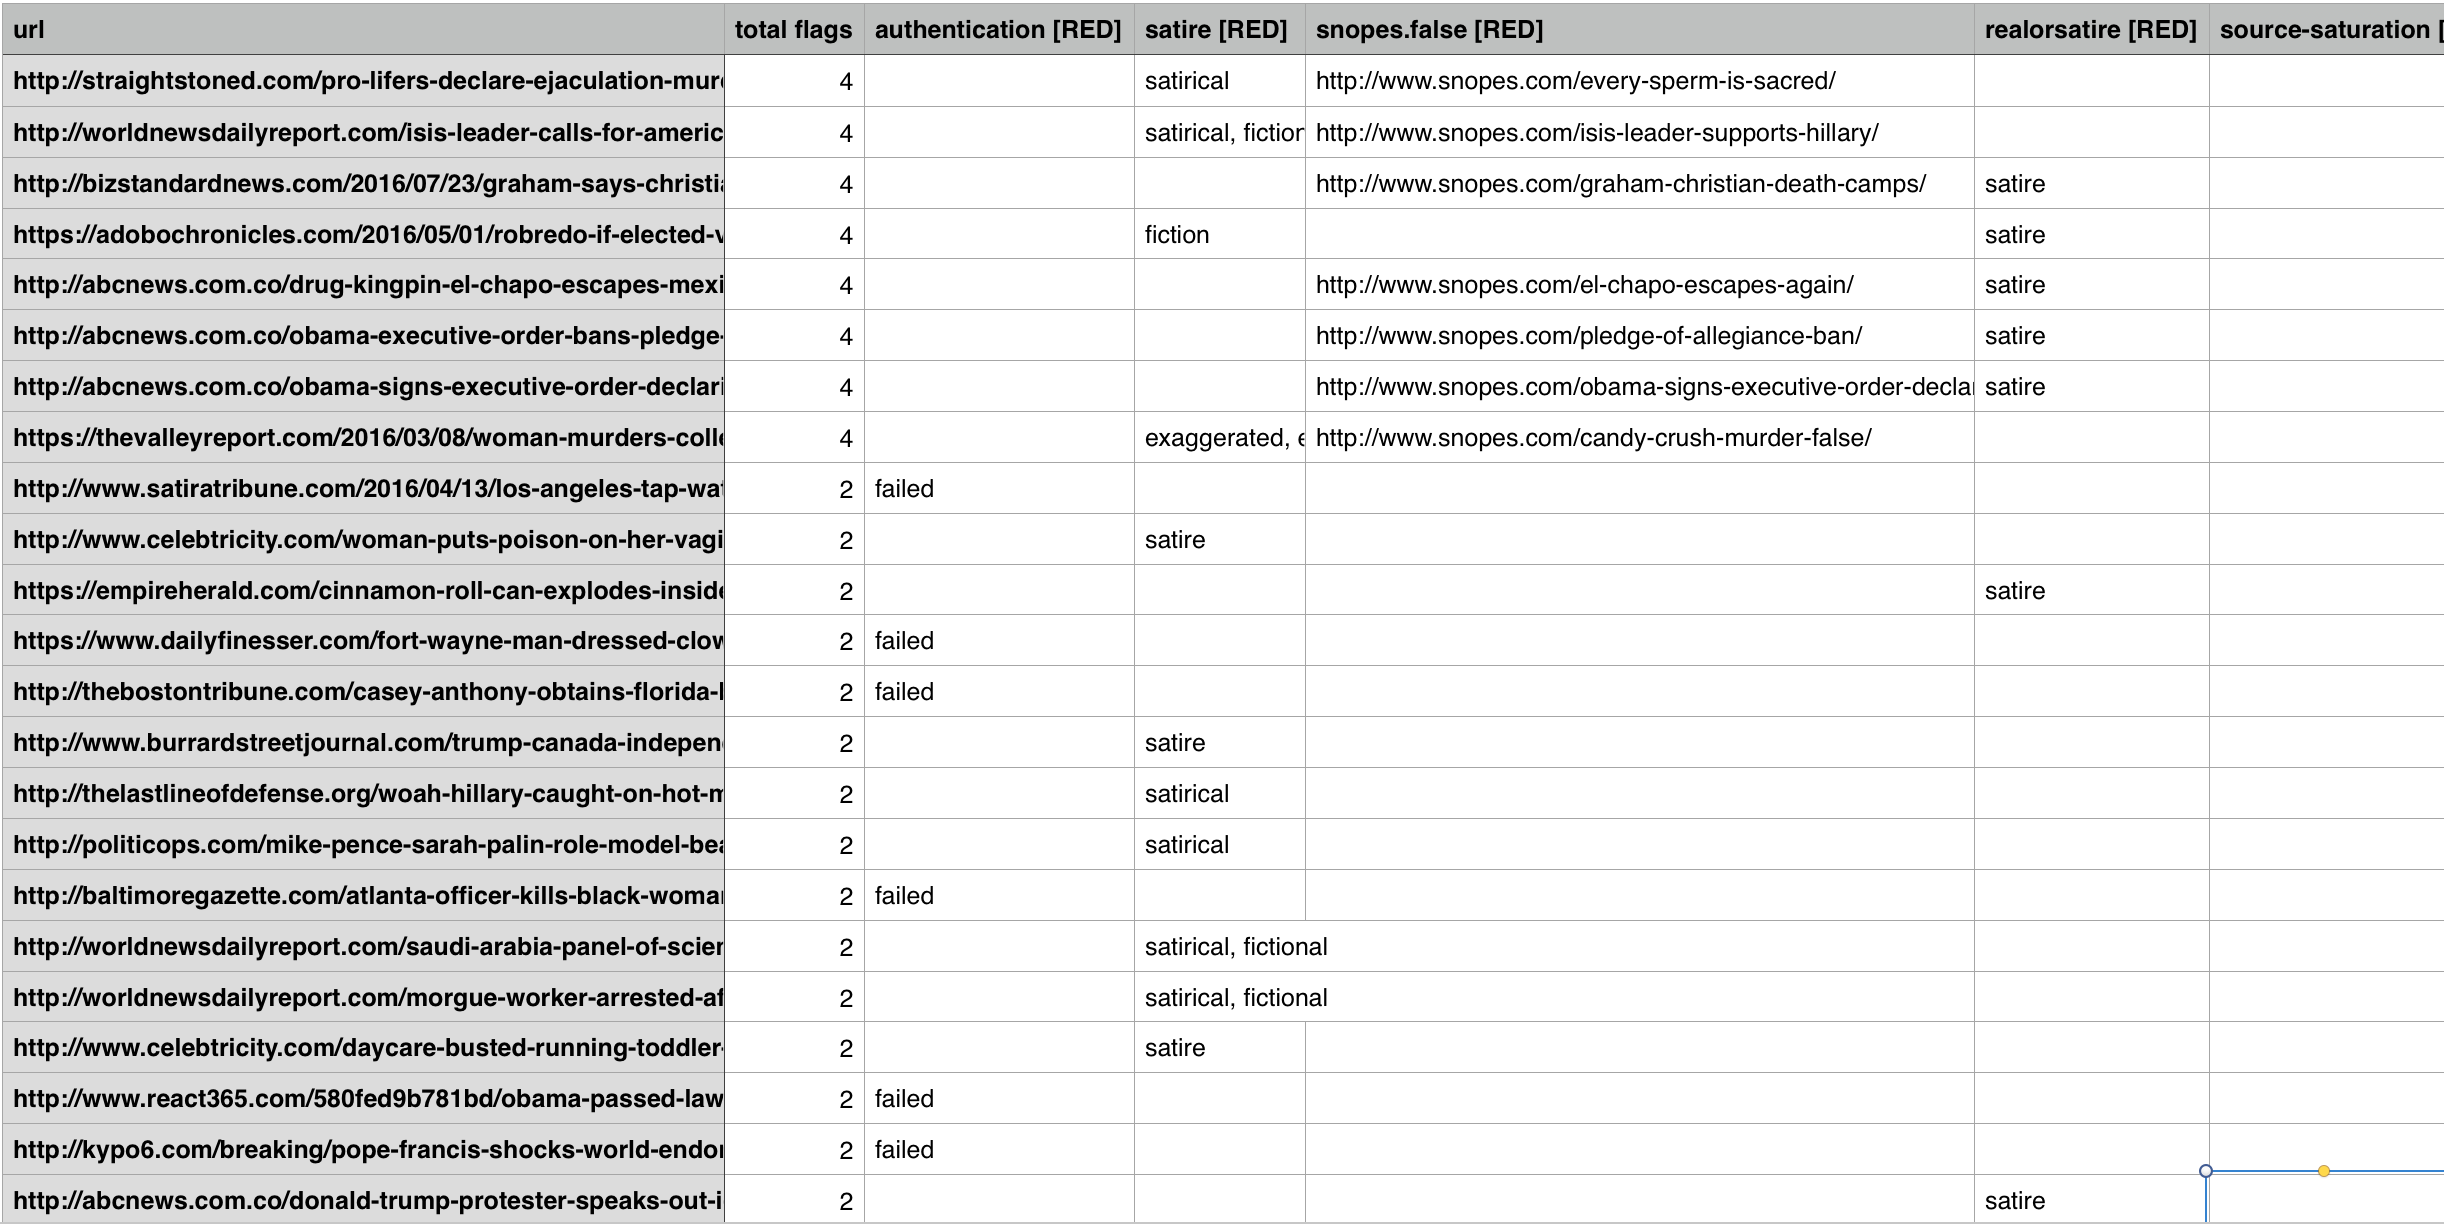 url total flags authentication [RED] satire [RED] snopes.false [RED] realorsatire [RED] source-saturation [
http://straightstoned.com/pro-lifers-declare-ejaculation-mur 4 satirical http://www.snopes.com/every-sperm-is-sacred/
http://worldnewsdailyreport.com/isis-leader-calls-for-americ 4 satirical, fiction http://www.snopes.com/isis-leader-supports-hillary/
http://bizstandardnews.com/2016/07/23/graham-says-christi 4 http://www.snopes.com/graham-christian-death-camps/ satire
https://adobochronicles.com/2016/05/01/robredo-if-elected-v 4 fiction satire
http://abcnews.com.co/drug-kingpin-el-chapo-escapes-mexi 4 http://www.snopes.com/el-chapo-escapes-again/ satire
http://abcnews.com.co/obama-executive-order-bans-pledge- 4 http://www.snopes.com/pledge-of-allegiance-ban/ satire
http://abcnews.com.co/obama-signs-executive-order-declari 4 http://www.snopes.com/obama-signs-executive-order-declar satire
https://thevalleyreport.com/2016/03/08/woman-murders-colle 4 exaggerated, e http://www.snopes.com/candy-crush-murder-false/
http://www.satiratribune.com/2016/04/13/los-angeles-tap-wat 2 failed
http://www.celebtricity.com/woman-puts-poison-on-her-vagi 2 satire
https://empireherald.com/cinnamon-roll-can-explodes-inside 2 satire
https://www.dailyfinesser.com/fort-wayne-man-dressed-clow 2 failed
http://thebostontribune.com/casey-anthony-obtains-florida-l 2 failed
http://www.burrardstreetjournal.com/trump-canada-indepen 2 satire
http://thelastlineofdefense.org/woah-hillary-caught-on-hot-m 2 satirical
http://politicops.com/mike-pence-sarah-palin-role-model-bea 2 satirical
http://baltimoregazette.com/atlanta-officer-kills-black-woman 2 failed
http://worldnewsdailyreport.com/saudi-arabia-panel-of-scien 2 satirical, fictional
http://worldnewsdailyreport.com/morgue-worker-arrested-af 2 satirical, fictional
http://www.celebtricity.com/daycare-busted-running-toddler- 2 satire
http://www.react365.com/580fed9b781bd/obama-passed-law 2 failed
http://kypo6.com/breaking/pope-francis-shocks-world-endor 2 failed
http://abcnews.com.co/donald-trump-protester-speaks-out-i 2 satire